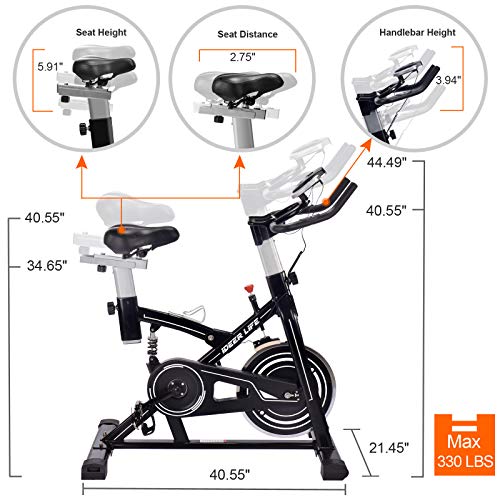 Seat Height
Seat Distance
Handlebar Height
5.91"
2.75"
3.94"
44.49"
40.55"
40.55"
34.65"
IDEER LIFE
21.45"
40.55"
Max
330 LBS